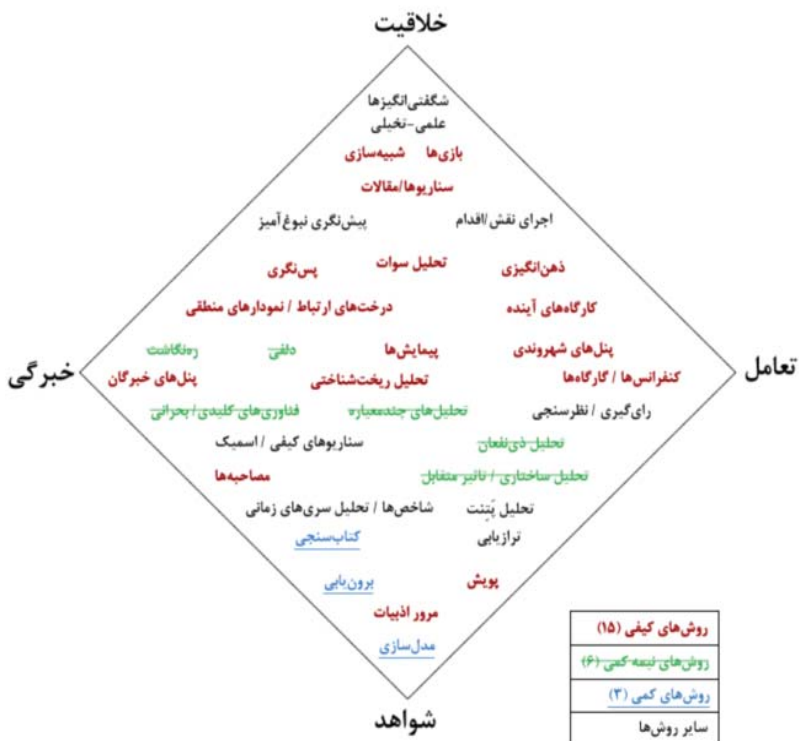 خلاقیت
شگفتی‌انگیزها
علمی-تخیلی
بازی‌ها شبیه‌سازی
سناریوها/مقالات
اجرای نقش/اقدام پیش‌نگری نبوغ‌آمیز
ذهن‌انگیزی تحلیل سوات پس‌نگری
کارگاه‌های آینده درخت‌های ارتباط / نمودارهای منطقی
پنل‌های شهروندی پیمایش‌ها دلفی ره‌نگاشت
تعامل کنفرانس‌ها / گارگاه‌ها تحلیل ریخت‌شناختی پنل‌های خبرگان خبرگی
رای‌گیری / نظرسنجی تحلیل‌های چندمعیاره فناوری‌های کلیدی/ بحرانی
تحلیل ذی‌نفعان سناریوهای کیفی / اسمیک
تحلیل ساختاری / تاثیر متقابل مصاحبه‌ها
تحلیل پَتِنت شاخص‌ها / تحلیل سری‌های زمانی
ترازیابی کتاب‌سنجی
پویش برون‌یابی
مرور ادبیات
مدل‌سازی
شواهد
روش‌های کیفی (۱۵)
روش‌های نیمه کمی (۶)
روش‌های کمی (۳)
سایر روش‌ها